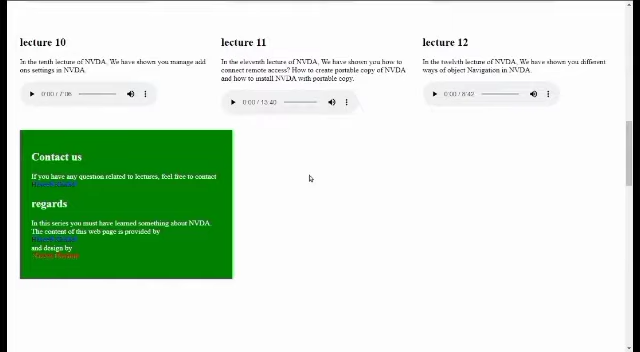 lecture 10
In the tenth lecture of NVDA, We have shown you manage add
ons settings in NVDA.
0:00 / 7:06
lecture 11
In the eleventh lecture of NVDA, We have shown you how to
connect remote access? How to create portable copy of NVDA
and how to install NVDA with portable copy.
0:00 / 13:40
lecture 12
In the twelvth lecture of NVDA, We have shown you different
ways of object Navigation in NVDA.
0:00 / 8:42
Contact us
If you have any question related to lectures, feel free to contact
regards
In this series you must have learned something about NVDA.
The content of this web page is provided by
and design by